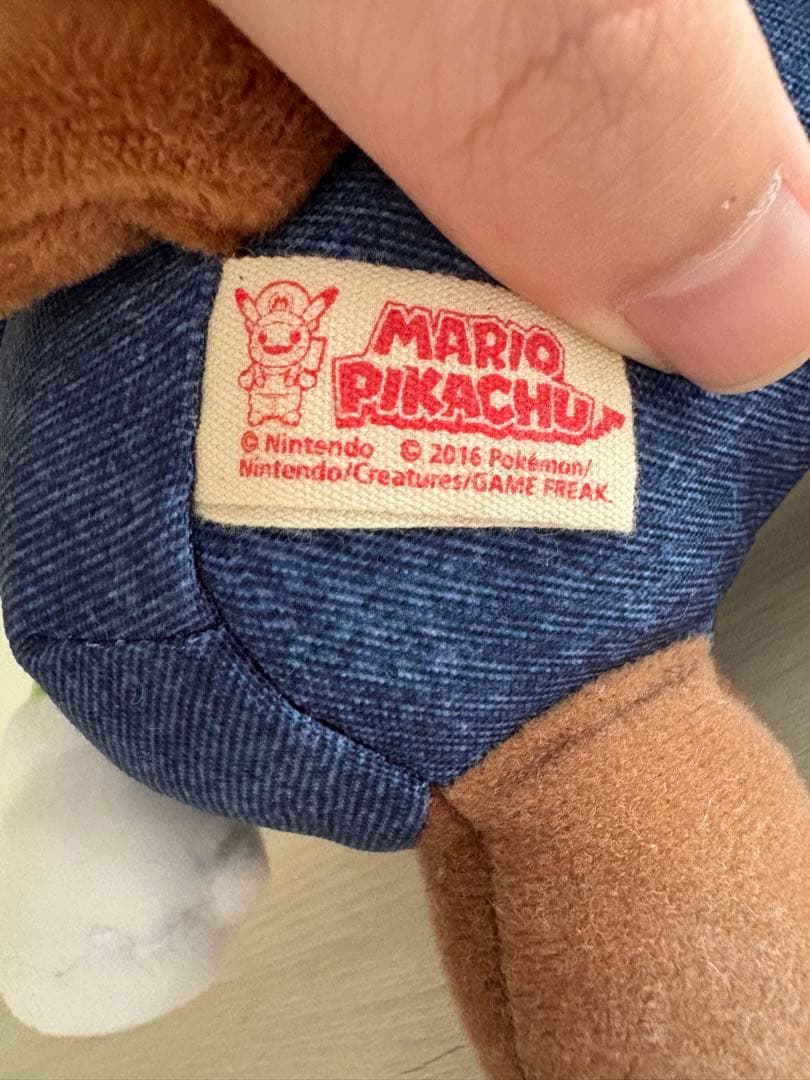 M
MARIO
PIKACHU
© Nintendo © 2016 Pokémon/
Nintendo/Creatures/GAME FREAK.